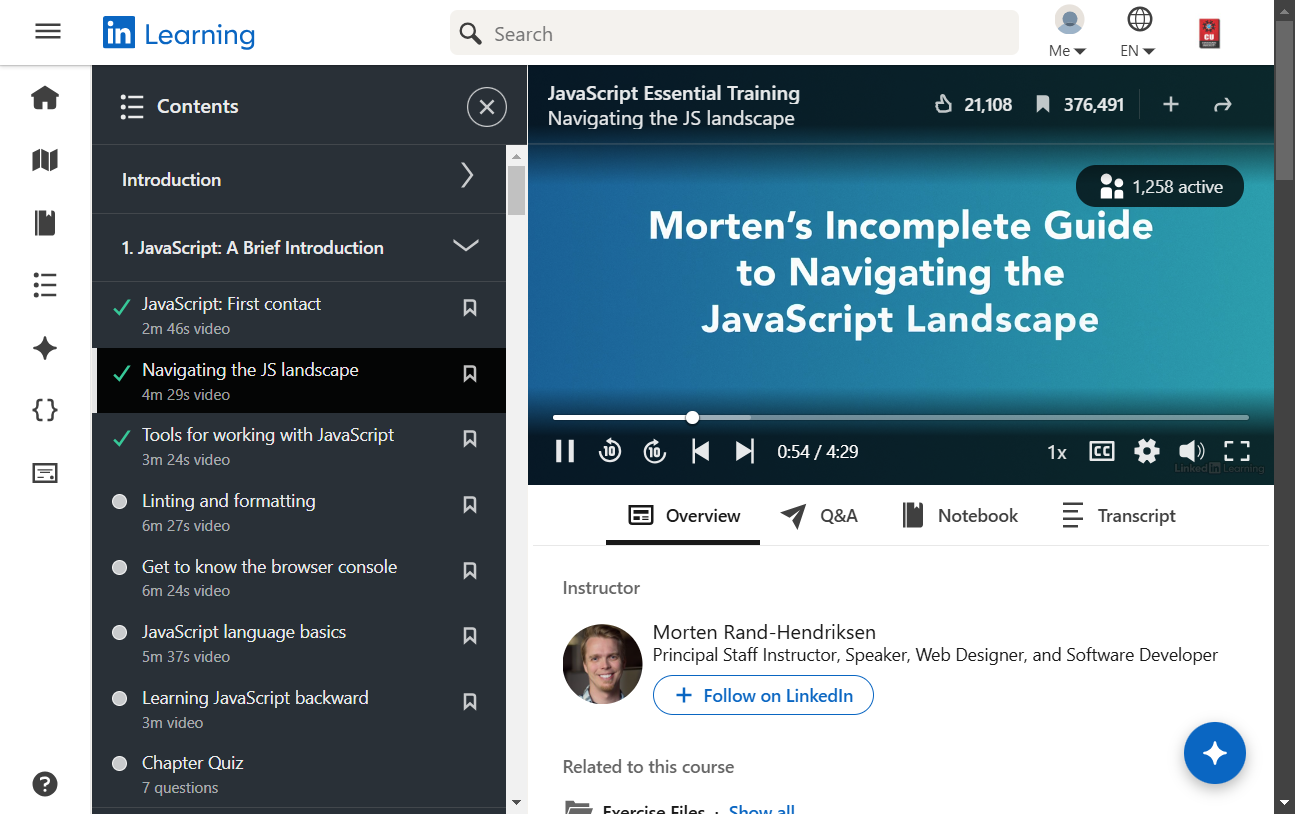 in Learning
Search
Me
EN
CU
Contents
Introduction
1. JavaScript: A Brief Introduction
JavaScript: First contact
2m 46s video
Navigating the JS landscape
4m 29s video
Tools for working with JavaScript
3m 24s video
Linting and formatting
6m 27s video
Get to know the browser console
6m 24s video
JavaScript language basics
5m 37s video
Learning JavaScript backward
3m video
Chapter Quiz
7 questions
JavaScript Essential Training
Navigating the JS landscape
21,108
376,491
1,258 active
Morten’s Incomplete Guide
to Navigating the
JavaScript Landscape
10
10
0:54 / 4:29
1x
CC
Linked in Learning
Overview
Q&A
Notebook
Transcript
Instructor
Morten Rand-Hendriksen
Principal Staff Instructor, Speaker, Web Designer, and Software Developer
+ Follow on LinkedIn
Related to this course
Exercise Files · Show all